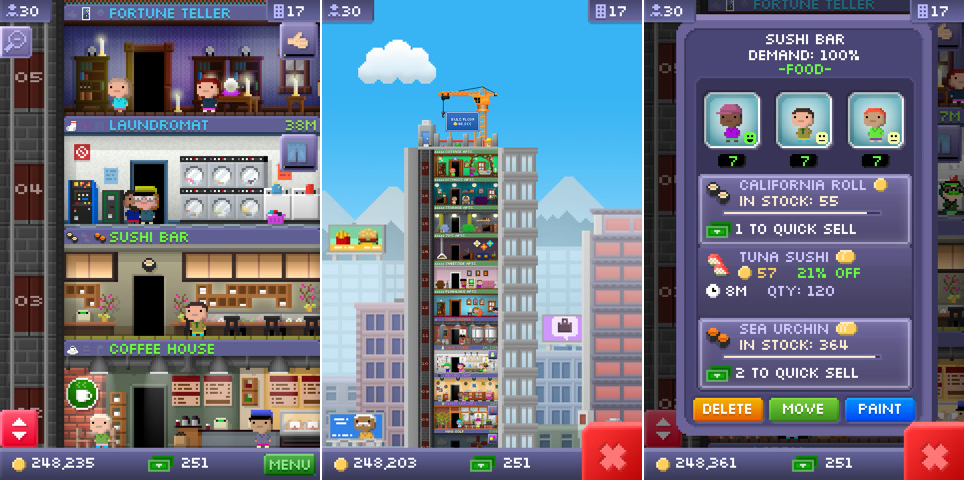 30
FORTUNE TELLER
17
05
LAUNDROMAT
38M
04
SUSHI BAR
03
COFFEE HOUSE
248,235
251
MENU
30
17
248,203
251
30
FORTUNE TELLER
17
SUSHI BAR
DEMAND: 100%
-FOOD-
7
7
7
7M
CALIFORNIA ROLL
IN STOCK: 55
1 TO QUICK SELL
TUNA SUSHI
57 21% OFF
8M QTY: 120
SEA URCHIN
IN STOCK: 364
2 TO QUICK SELL
DELETE
MOVE
PAINT
248,361
251